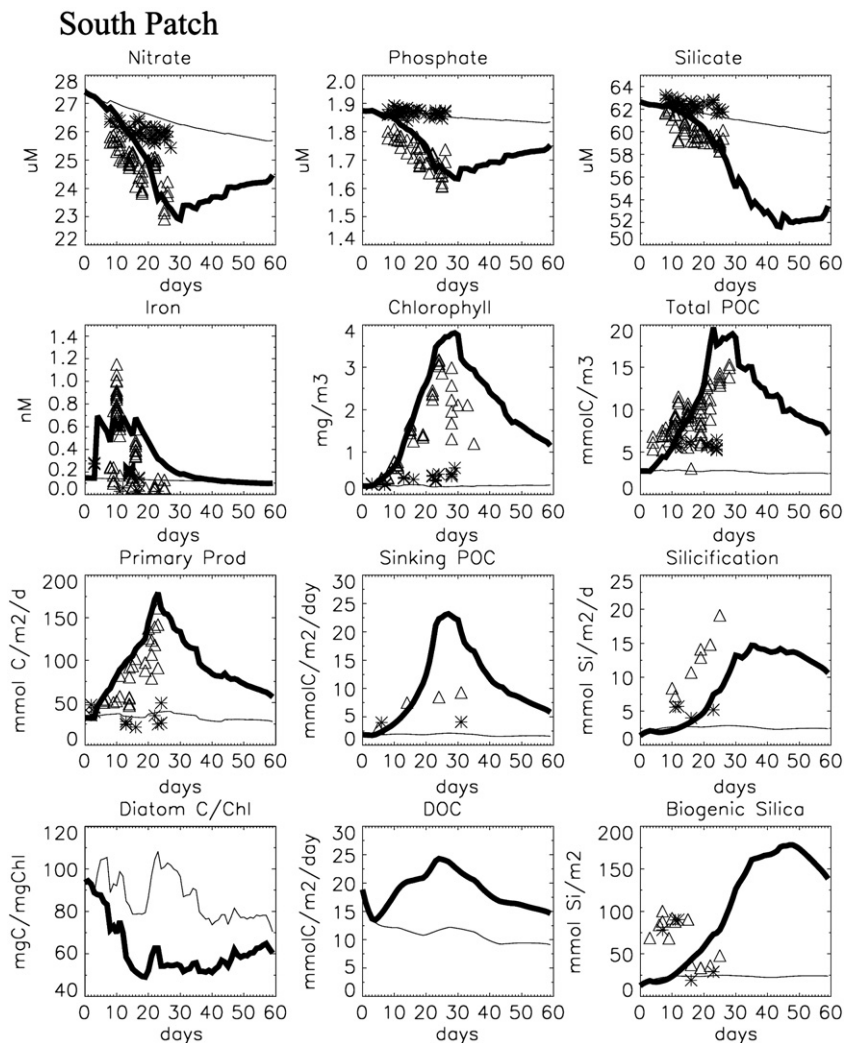 South Patch
Nitrate
Phosphate
Silicate
28
27
26
25
24
23
22
uM
0 10 20 30 40 50 60
days
2.0
1.9
1.8
1.7
1.6
1.5
1.4
uM
0 10 20 30 40 50 60
days
64
62
60
58
56
54
52
50
uM
0 10 20 30 40 50 60
days
Iron
Chlorophyll
Total POC
1.4
1.2
1.0
0.8
0.6
0.4
0.2
0.0
nM
0 10 20 30 40 50 60
days
4
3
2
1
0
mg/m3
0 10 20 30 40 50 60
days
20
15
10
5
0
mmolC/m3
0 10 20 30 40 50 60
days
Primary Prod
Sinking POC
Silicification
200
150
100
50
0
mmol C/m2/d
0 10 20 30 40 50 60
days
30
25
20
15
10
5
0
mmolC/m2/day
0 10 20 30 40 50 60
days
25
20
15
10
5
0
mmol Si/m2/d
0 10 20 30 40 50 60
days
Diatom C/Chl
DOC
Biogenic Silica
120
100
80
60
40
mgC/mgChl
0 10 20 30 40 50 60
days
30
25
20
15
10
5
0
mmolC/m2/day
0 10 20 30 40 50 60
days
200
150
100
50
0
mmol Si/m2
0 10 20 30 40 50 60
days